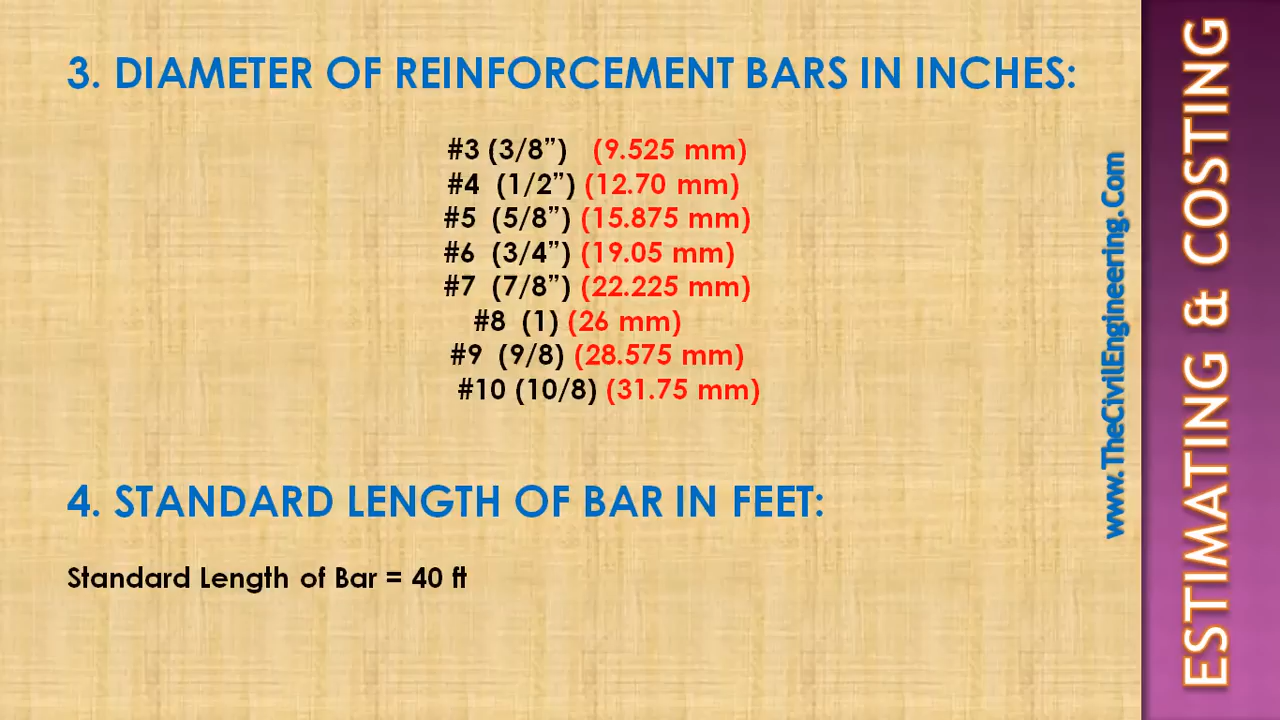 3. DIAMETER OF REINFORCEMENT BARS IN INCHES:
#3 (3/8”) (9.525 mm)
#4 (1/2”) (12.70 mm)
#5 (5/8”) (15.875 mm)
#6 (3/4”) (19.05 mm)
#7 (7/8”) (22.225 mm)
#8 (1) (26 mm)
#9 (9/8) (28.575 mm)
#10 (10/8) (31.75 mm)
4. STANDARD LENGTH OF BAR IN FEET:
Standard Length of Bar = 40 ft
www.TheCivilEngineering.Com
ESTIMATING & COSTING